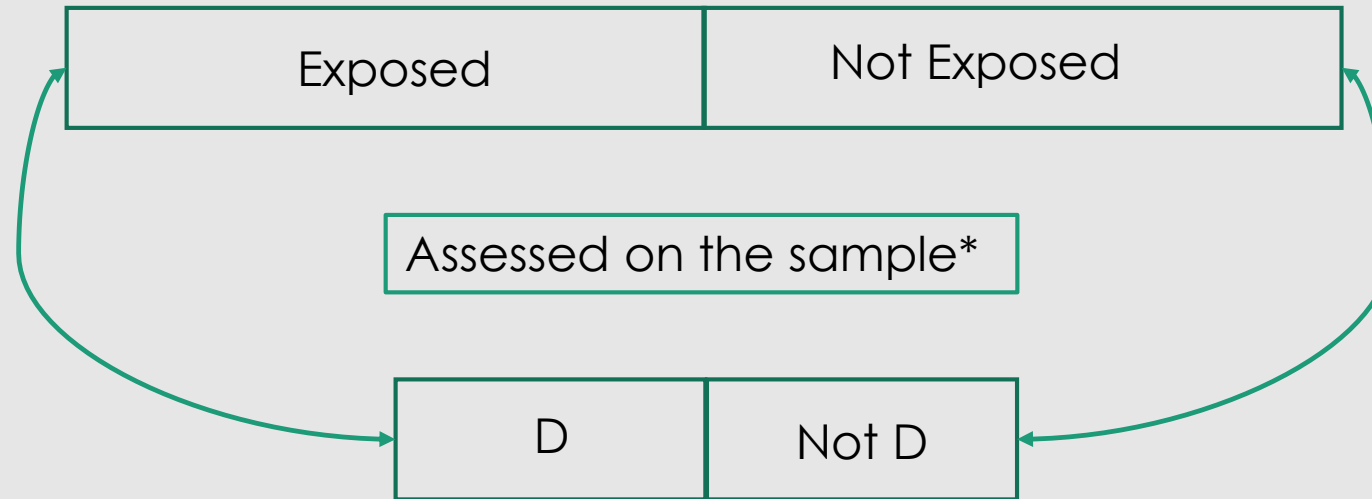 Exposed
Not Exposed
Assessed on the sample*
D
Not D